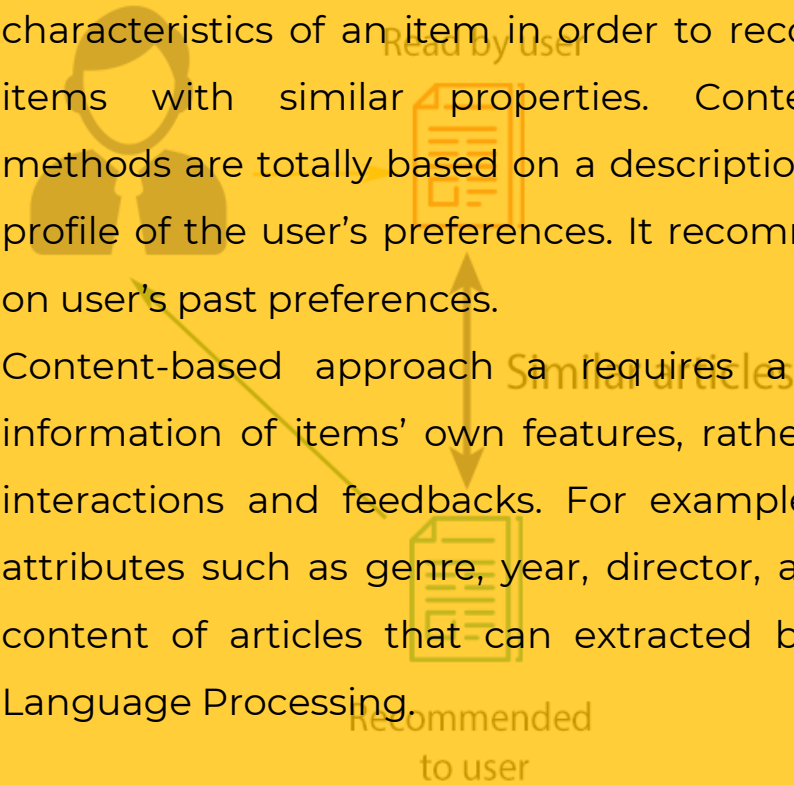 characteristics of an item in order to reco
Read by user
items with similar properties. Conte
methods are totally based on a descriptio
profile of the user’s preferences. It recom
on user’s past preferences.
Content-based approach a requires a
Similar articles
information of items’ own features, rathe
interactions and feedbacks. For example
attributes such as genre, year, director, a
content of articles that can extracted b
Language Processing.
Recommended
to user